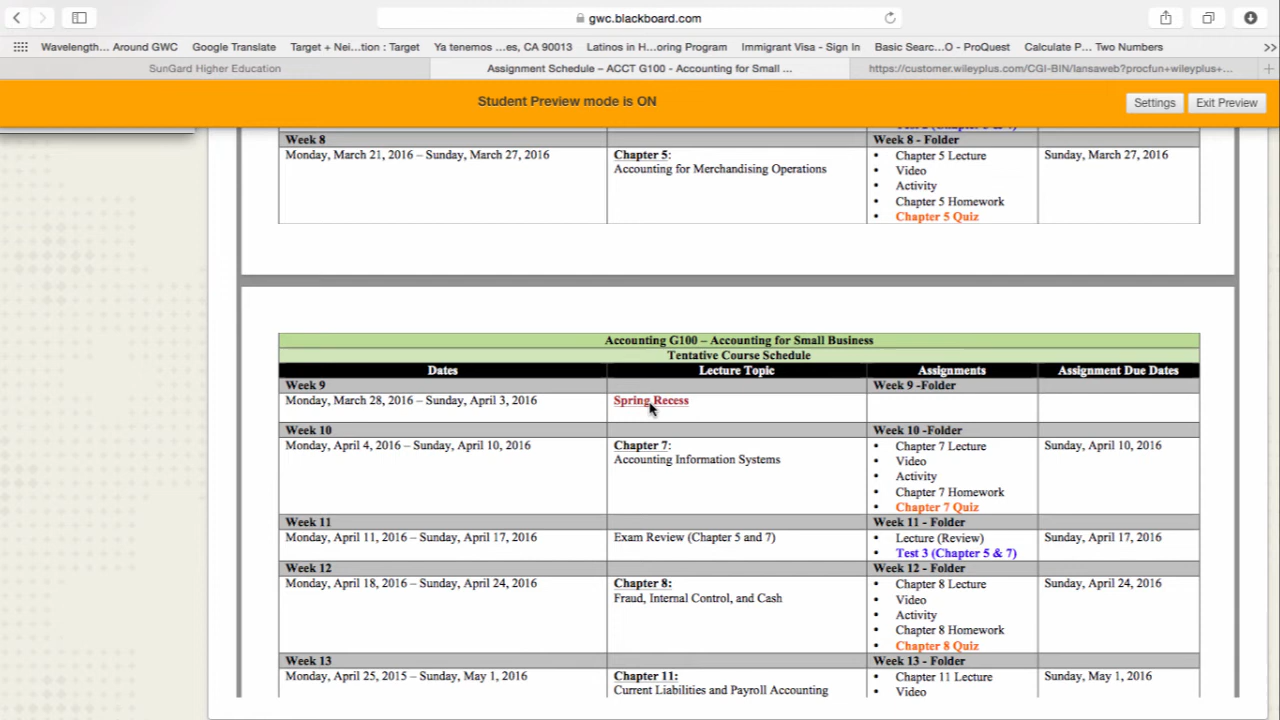 gwc.blackboard.com
Wavelength... Around GWC Google Translate Target + Nei...tion : Target Ya tenemos ...es, CA 90013 Latinos in H...oring Program Immigrant Visa - Sign In Basic Searc...O - ProQuest Calculate P... Two Numbers >>
SunGard Higher Education Assignment Schedule – ACCT G100 - Accounting for Small ... https://customer.wileyplus.com/CGI-BIN/lansaweb?procfun+wileyplus+... +
Student Preview mode is ON Settings Exit Preview
Week 8 Week 8 - Folder
Monday, March 21, 2016 – Sunday, March 27, 2016 Chapter 5: • Chapter 5 Lecture Sunday, March 27, 2016
Accounting for Merchandising Operations • Video
• Activity
• Chapter 5 Homework
• Chapter 5 Quiz
Accounting G100 – Accounting for Small Business
Tentative Course Schedule
Dates Lecture Topic Assignments Assignment Due Dates
Week 9 Week 9 -Folder
Monday, March 28, 2016 – Sunday, April 3, 2016 Spring Recess
Week 10 Week 10 -Folder
Monday, April 4, 2016 – Sunday, April 10, 2016 Chapter 7: • Chapter 7 Lecture Sunday, April 10, 2016
Accounting Information Systems • Video
• Activity
• Chapter 7 Homework
• Chapter 7 Quiz
Week 11 Week 11 - Folder
Monday, April 11, 2016 – Sunday, April 17, 2016 Exam Review (Chapter 5 and 7) • Lecture (Review) Sunday, April 17, 2016
• Test 3 (Chapter 5 & 7)
Week 12 Week 12 - Folder
Monday, April 18, 2016 – Sunday, April 24, 2016 Chapter 8: • Chapter 8 Lecture Sunday, April 24, 2016
Fraud, Internal Control, and Cash • Video
• Activity
• Chapter 8 Homework
• Chapter 8 Quiz
Week 13 Week 13 - Folder
Monday, April 25, 2015 – Sunday, May 1, 2016 Chapter 11: • Chapter 11 Lecture Sunday, May 1, 2016
Current Liabilities and Payroll Accounting • Video